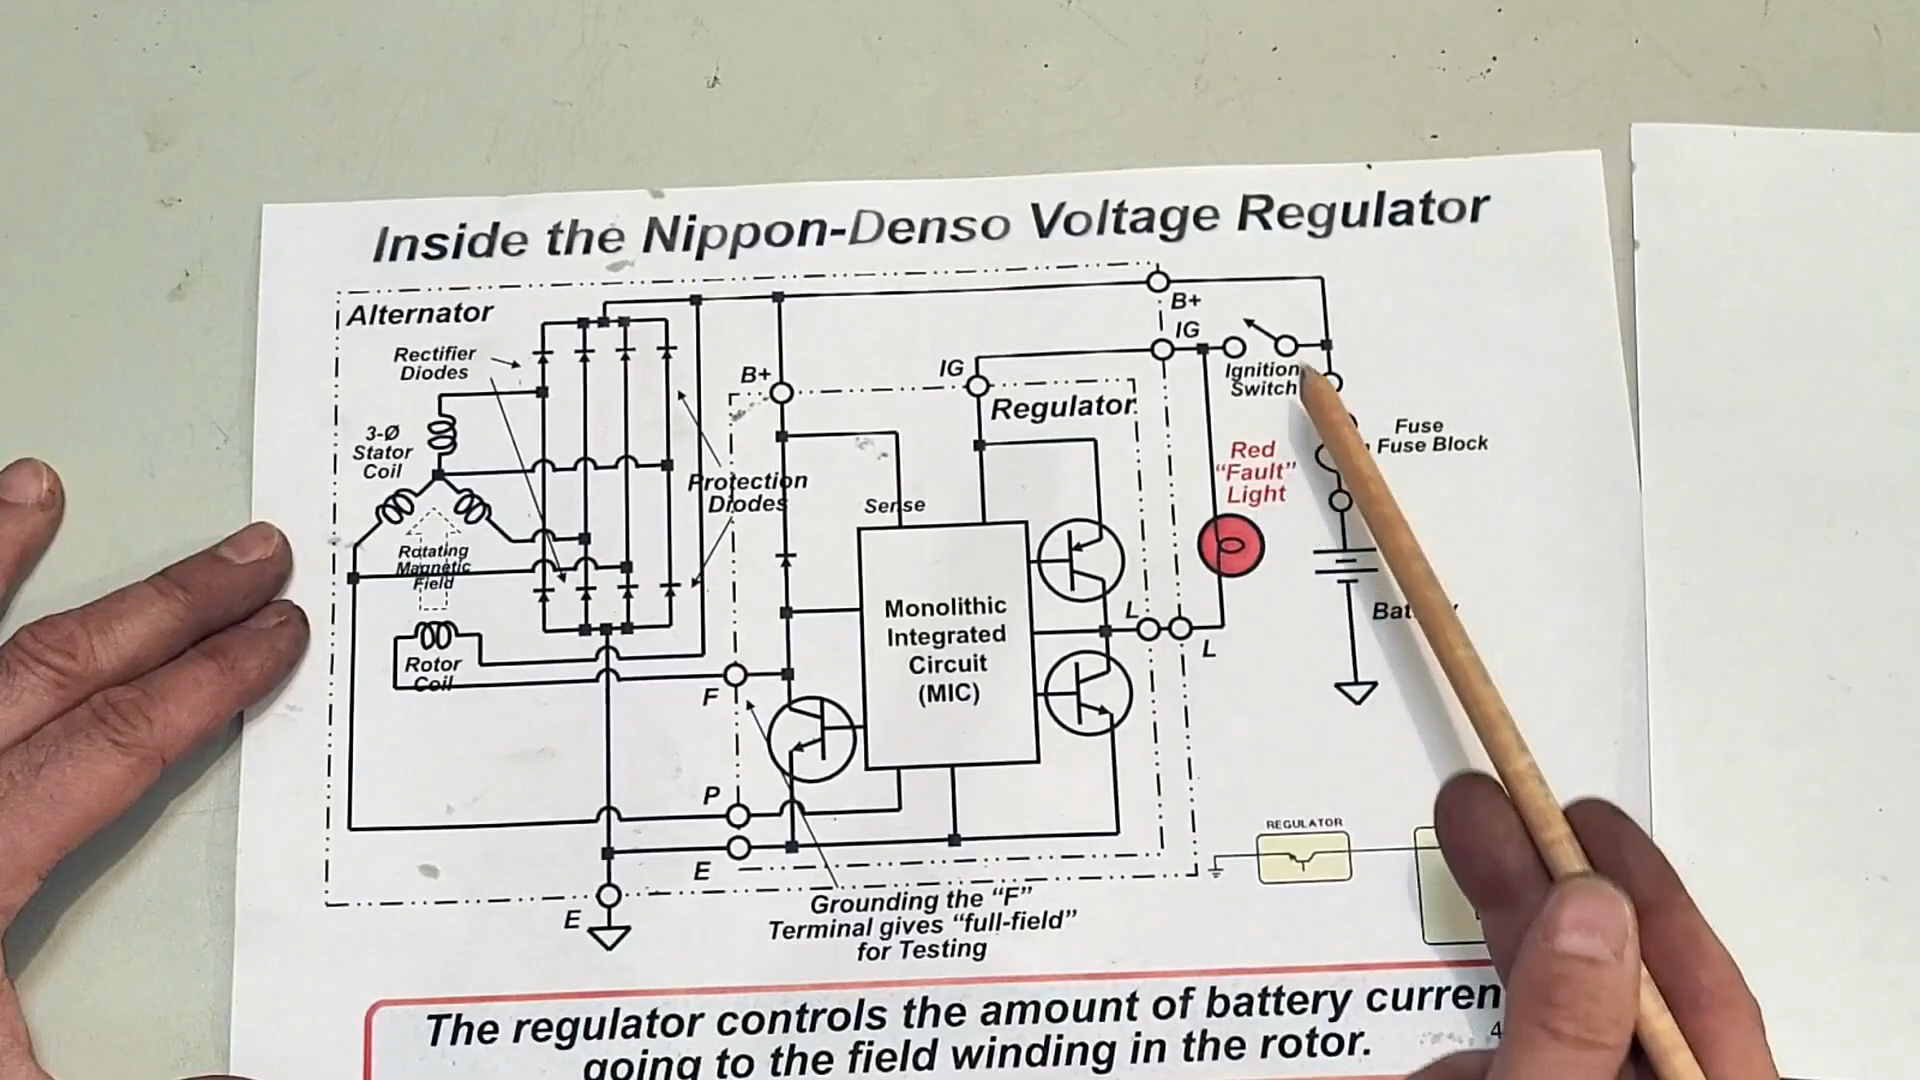 Inside the Nippon-Denso Voltage Regulator
Alternator
B+
IG
Rectifier
Diodes
IG
B+
Ignition
Switch
Regulator
3-Ø
Stator
Coil
Fuse
Fuse Block
Red
"Fault"
Light
Protection
Diodes
Sense
Rotating
Magnetic
Field
Monolithic
Integrated
Circuit
(MIC)
L
L
Rotor
Coil
F
P
E
REGULATOR
E
Grounding the "F"
Terminal gives "full-field"
for Testing
The regulator controls the amount of battery
going to the field winding in the rotor.